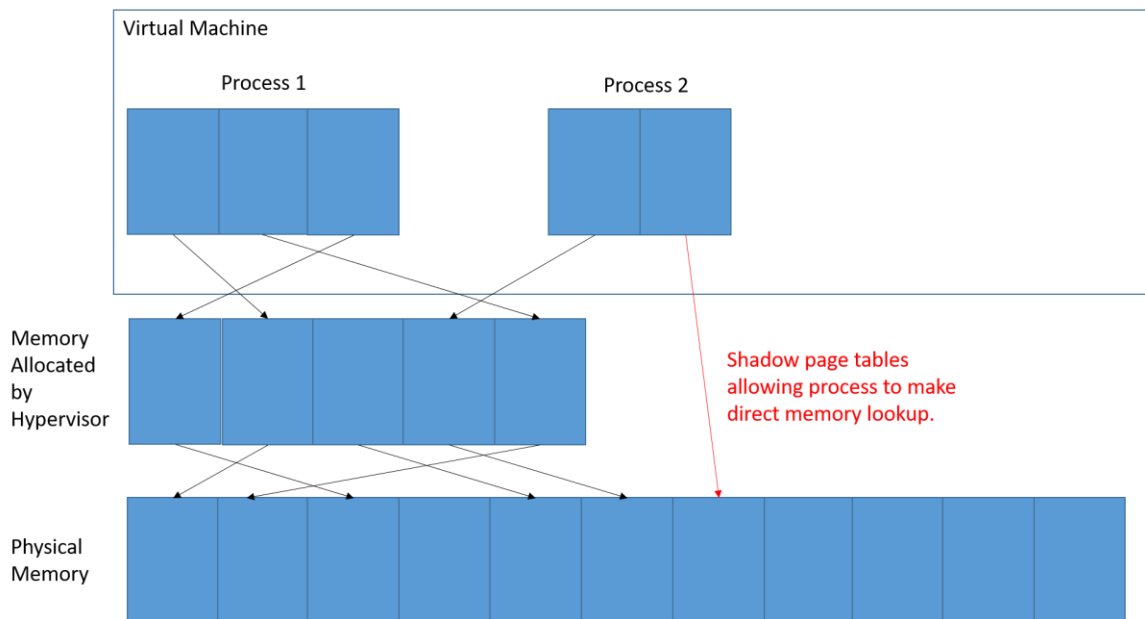 Virtual Machine
Process 1
Process 2
Memory
Allocated
by
Hypervisor
Shadow page tables
allowing process to make
direct memory lookup.
Physical
Memory